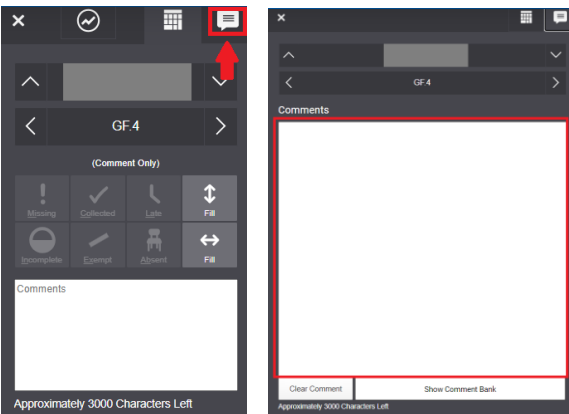 GF.4
(Comment Only)
Missing Collected Late Fill
Incomplete Exempt Absent Fill
Comments
Approximately 3000 Characters Left
GF.4
Comments
Clear Comment Show Comment Bank
Approximately 3000 Characters Left